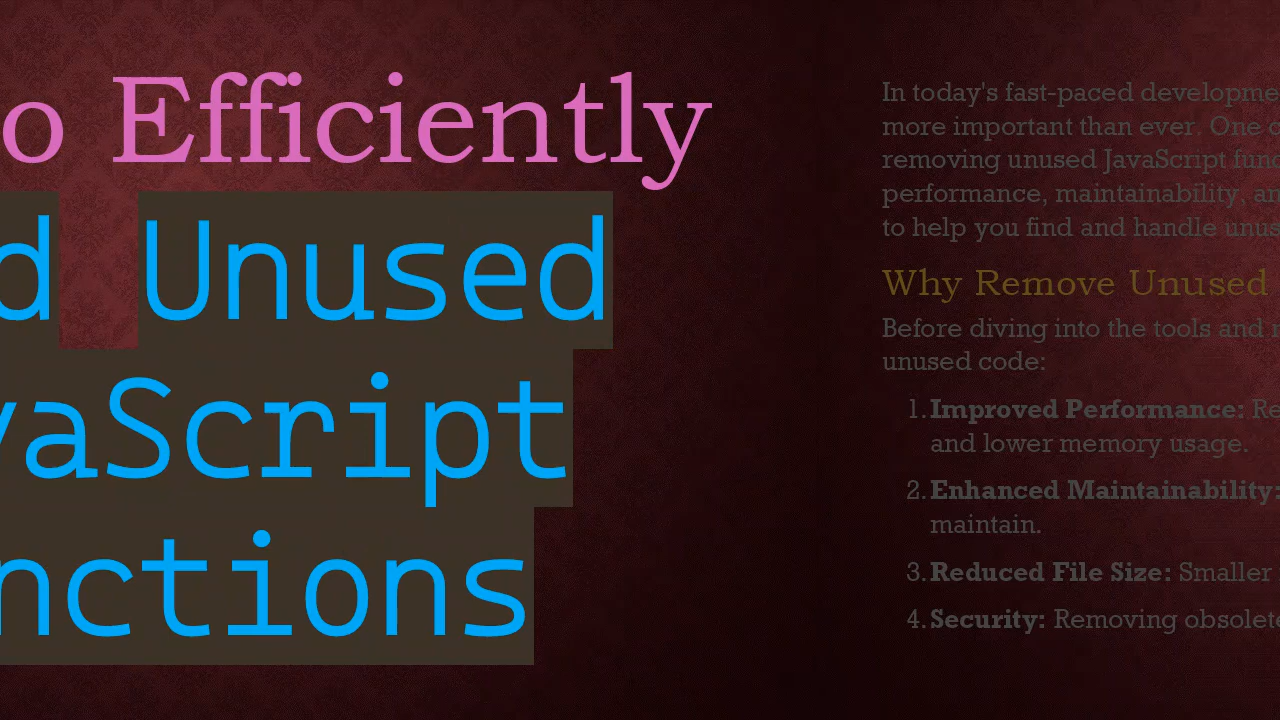 o Efficiently
d Unused
vaScript
nctions
In today's fast-paced developme
more important than ever. One
removing unused JavaScript func
performance, maintainability, an
to help you find and handle unus
Why Remove Unused
Before diving into the tools and
unused code:
1. Improved Performance: Re
and lower memory usage.
2. Enhanced Maintainability:
maintain.
3. Reduced File Size: Smaller
4. Security: Removing obsolete